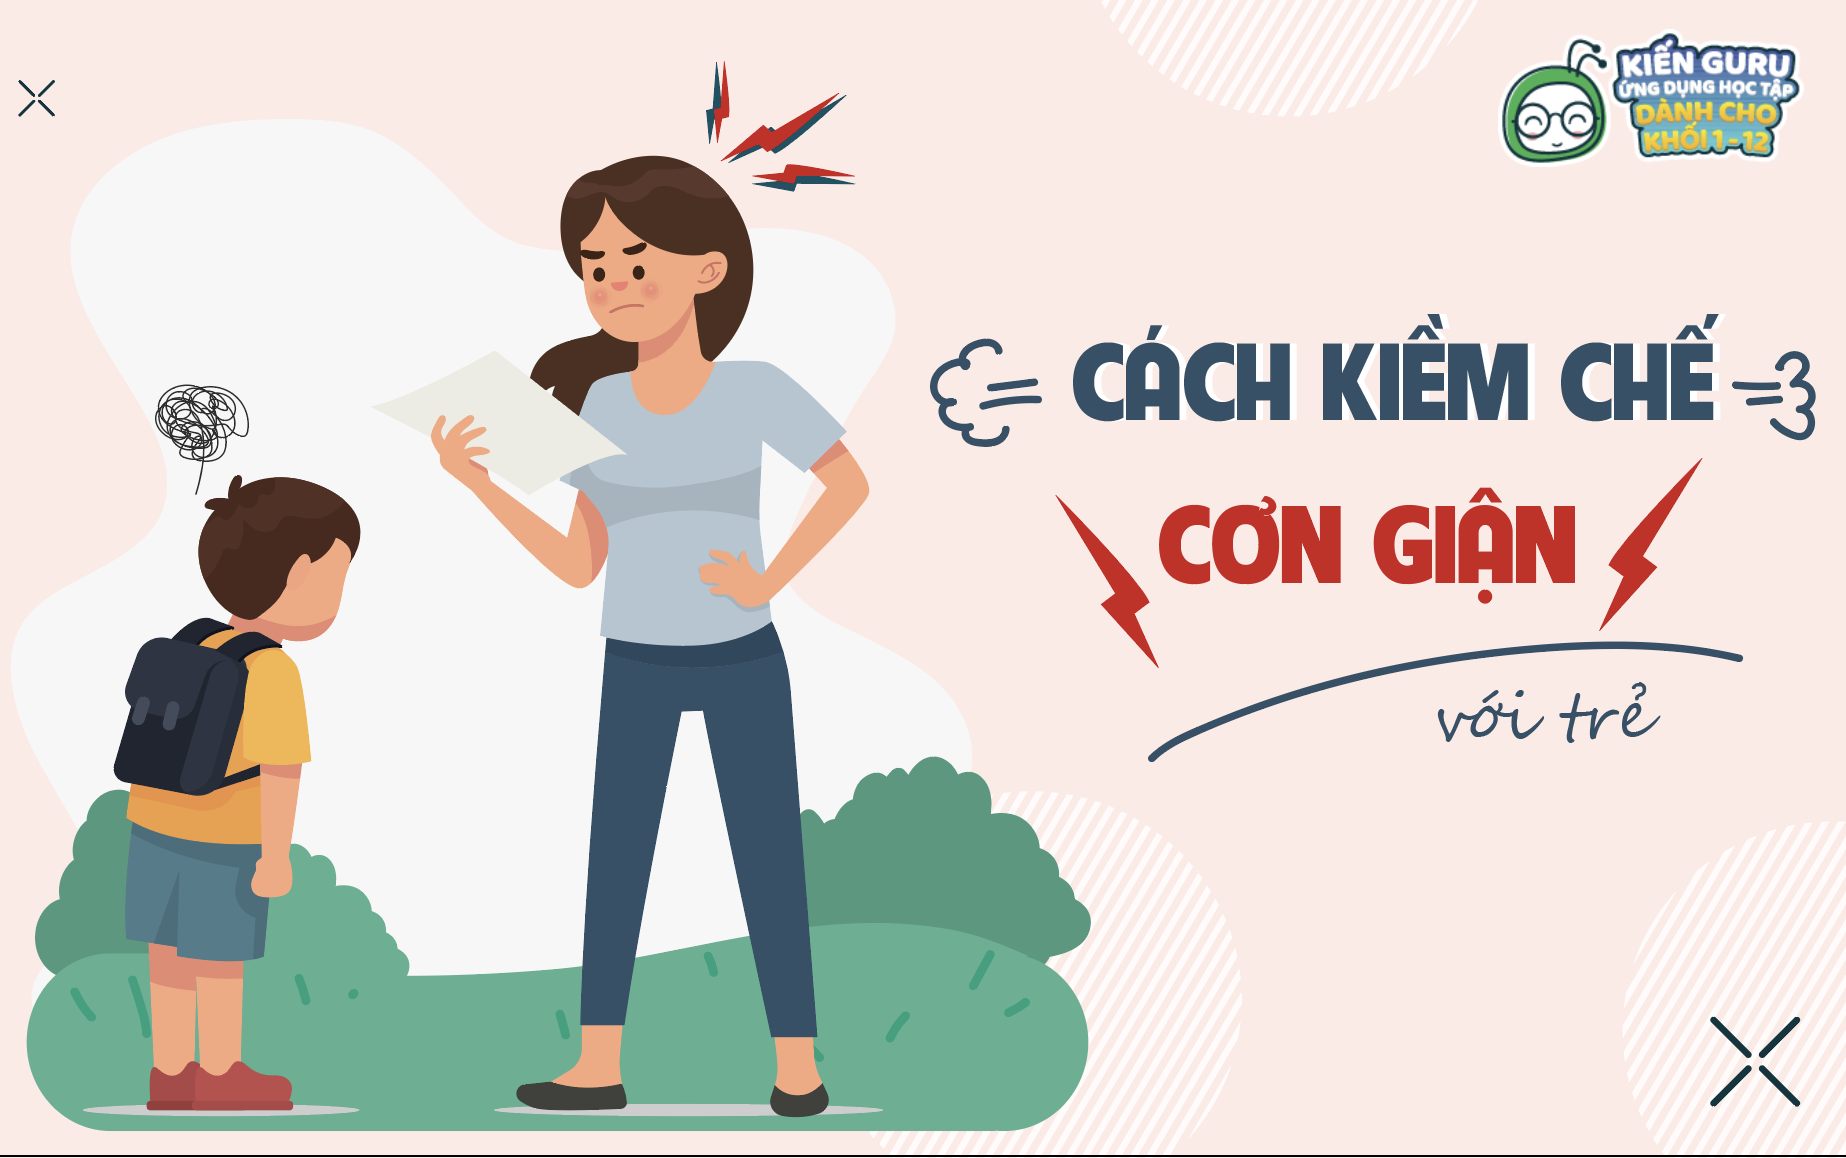 KIẾN GURU
ỨNG DỤNG HỌC TẬP
DÀNH CHO
KHỐI 1-12
CÁCH KIỀM CHẾ
CƠN GIẬN
với trẻ